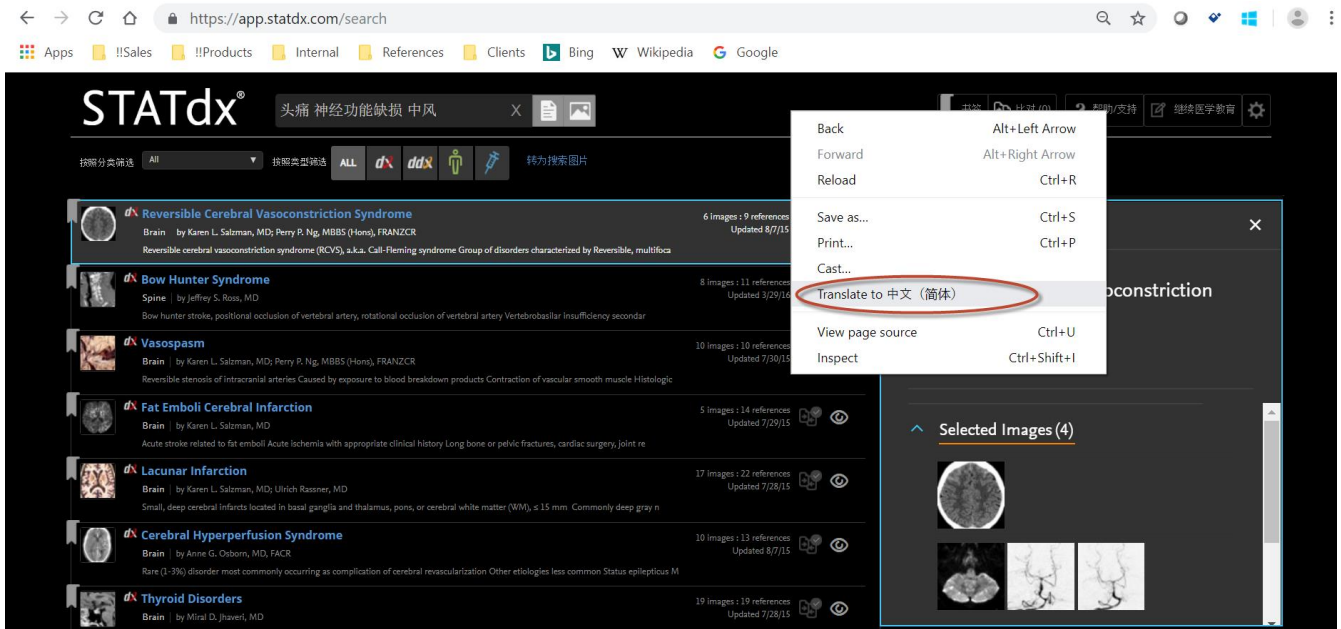 https://app.statdx.com/search
Apps !!Sales !!Products Internal References Clients Bing W Wikipedia G Google
STATdx®
头痛 神经功能缺损 中风 X
比对 (0) ? 帮助/支持 继续医学教育
按照分类筛选 All 按照类型筛选 ALL dx ddx 转为搜索图片
Back Alt+Left Arrow
Forward Alt+Right Arrow
Reload Ctrl+R
Save as... Ctrl+S
Print... Ctrl+P
Cast...
Translate to 中文（简体）
View page source Ctrl+U
Inspect Ctrl+Shift+I
dx Reversible Cerebral Vasoconstriction Syndrome
6 images : 9 references
Brain by Karen L. Salzman, MD; Perry P. Ng, MBBS (Hons), FRANZCR
Updated 8/7/15
Reversible cerebral vasoconstriction syndrome (RCVS), a.k.a. Call-Fleming syndrome Group of disorders characterized by Reversible, multifoca
dx Bow Hunter Syndrome
8 images : 11 references
Spine | by Jeffrey S. Ross, MD
Updated 3/29/16
Bow hunter stroke, positional occlusion of vertebral artery, rotational occlusion of vertebral artery Vertebrobasilar insufficiency secondar
dx Vasospasm
10 images : 10 references
Brain | by Karen L. Salzman, MD; Perry P. Ng, MBBS (Hons), FRANZCR
Updated 7/30/15
Reversible stenosis of intracranial arteries Caused by exposure to blood breakdown products Contraction of vascular smooth muscle Histologic
dx Fat Emboli Cerebral Infarction
5 images : 14 references
Brain | by Karen L. Salzman, MD
Updated 7/29/15
Acute stroke related to fat emboli Acute ischemia with appropriate clinical history Long bone or pelvic fractures, cardiac surgery, joint re
dx Lacunar Infarction
17 images : 22 references
Brain | by Karen L. Salzman, MD; Ulrich Rassner, MD
Updated 7/28/15
Small, deep cerebral infarcts located in basal ganglia and thalamus, pons, or cerebral white matter (WM), ≤ 15 mm Commonly deep gray n
dx Cerebral Hyperperfusion Syndrome
10 images : 13 references
Brain | by Anne G. Osborn, MD, FACR
Updated 8/7/15
Rare (1-3%) disorder most commonly occurring as complication of cerebral revascularization Other etiologies less common Status epilepticus M
dx Thyroid Disorders
19 images : 19 references
Brain | by Miral D. Jhaveri, MD
Updated 7/28/15
oconstriction
Selected Images (4)